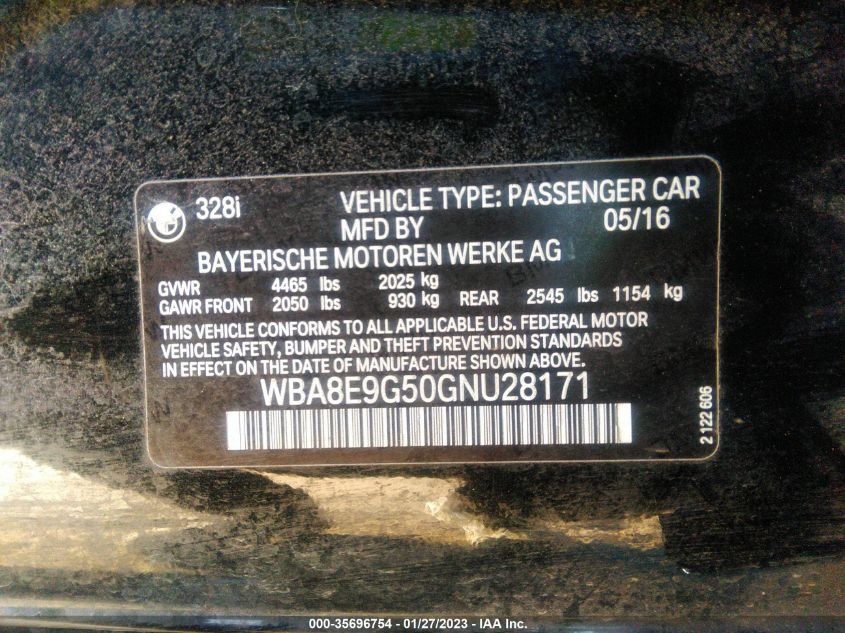 328i VEHICLE TYPE: PASSENGER CAR
MFD BY 05/16
BAYERISCHE MOTOREN WERKE AG
GVWR 4465 lbs 2025 kg
GAWR FRONT 2050 lbs 930 kg REAR 2545 lbs 1154 kg
THIS VEHICLE CONFORMS TO ALL APPLICABLE U.S. FEDERAL MOTOR
VEHICLE SAFETY, BUMPER AND THEFT PREVENTION STANDARDS
IN EFFECT ON THE DATE OF MANUFACTURE SHOWN ABOVE.
WBA8E9G50GNU28171
2 122 606
000-35696754 - 01/27/2023 - IAA Inc.